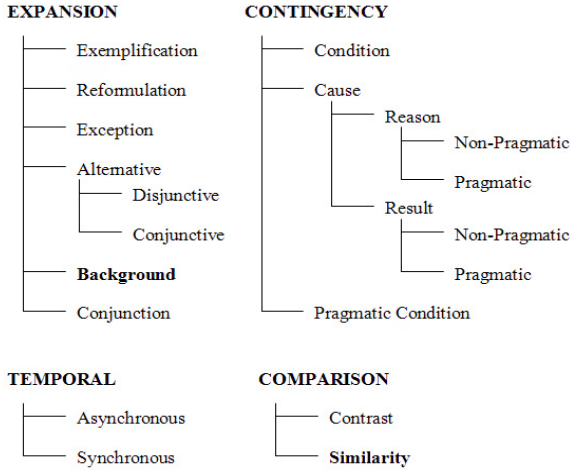 EXPANSION
Exemplification
Reformulation
Exception
Alternative
Disjunctive
Conjunctive
Background
Conjunction
CONTINGENCY
Condition
Cause
Reason
Non-Pragmatic
Pragmatic
Result
Non-Pragmatic
Pragmatic
Pragmatic Condition
TEMPORAL
Asynchronous
Synchronous
COMPARISON
Contrast
Similarity